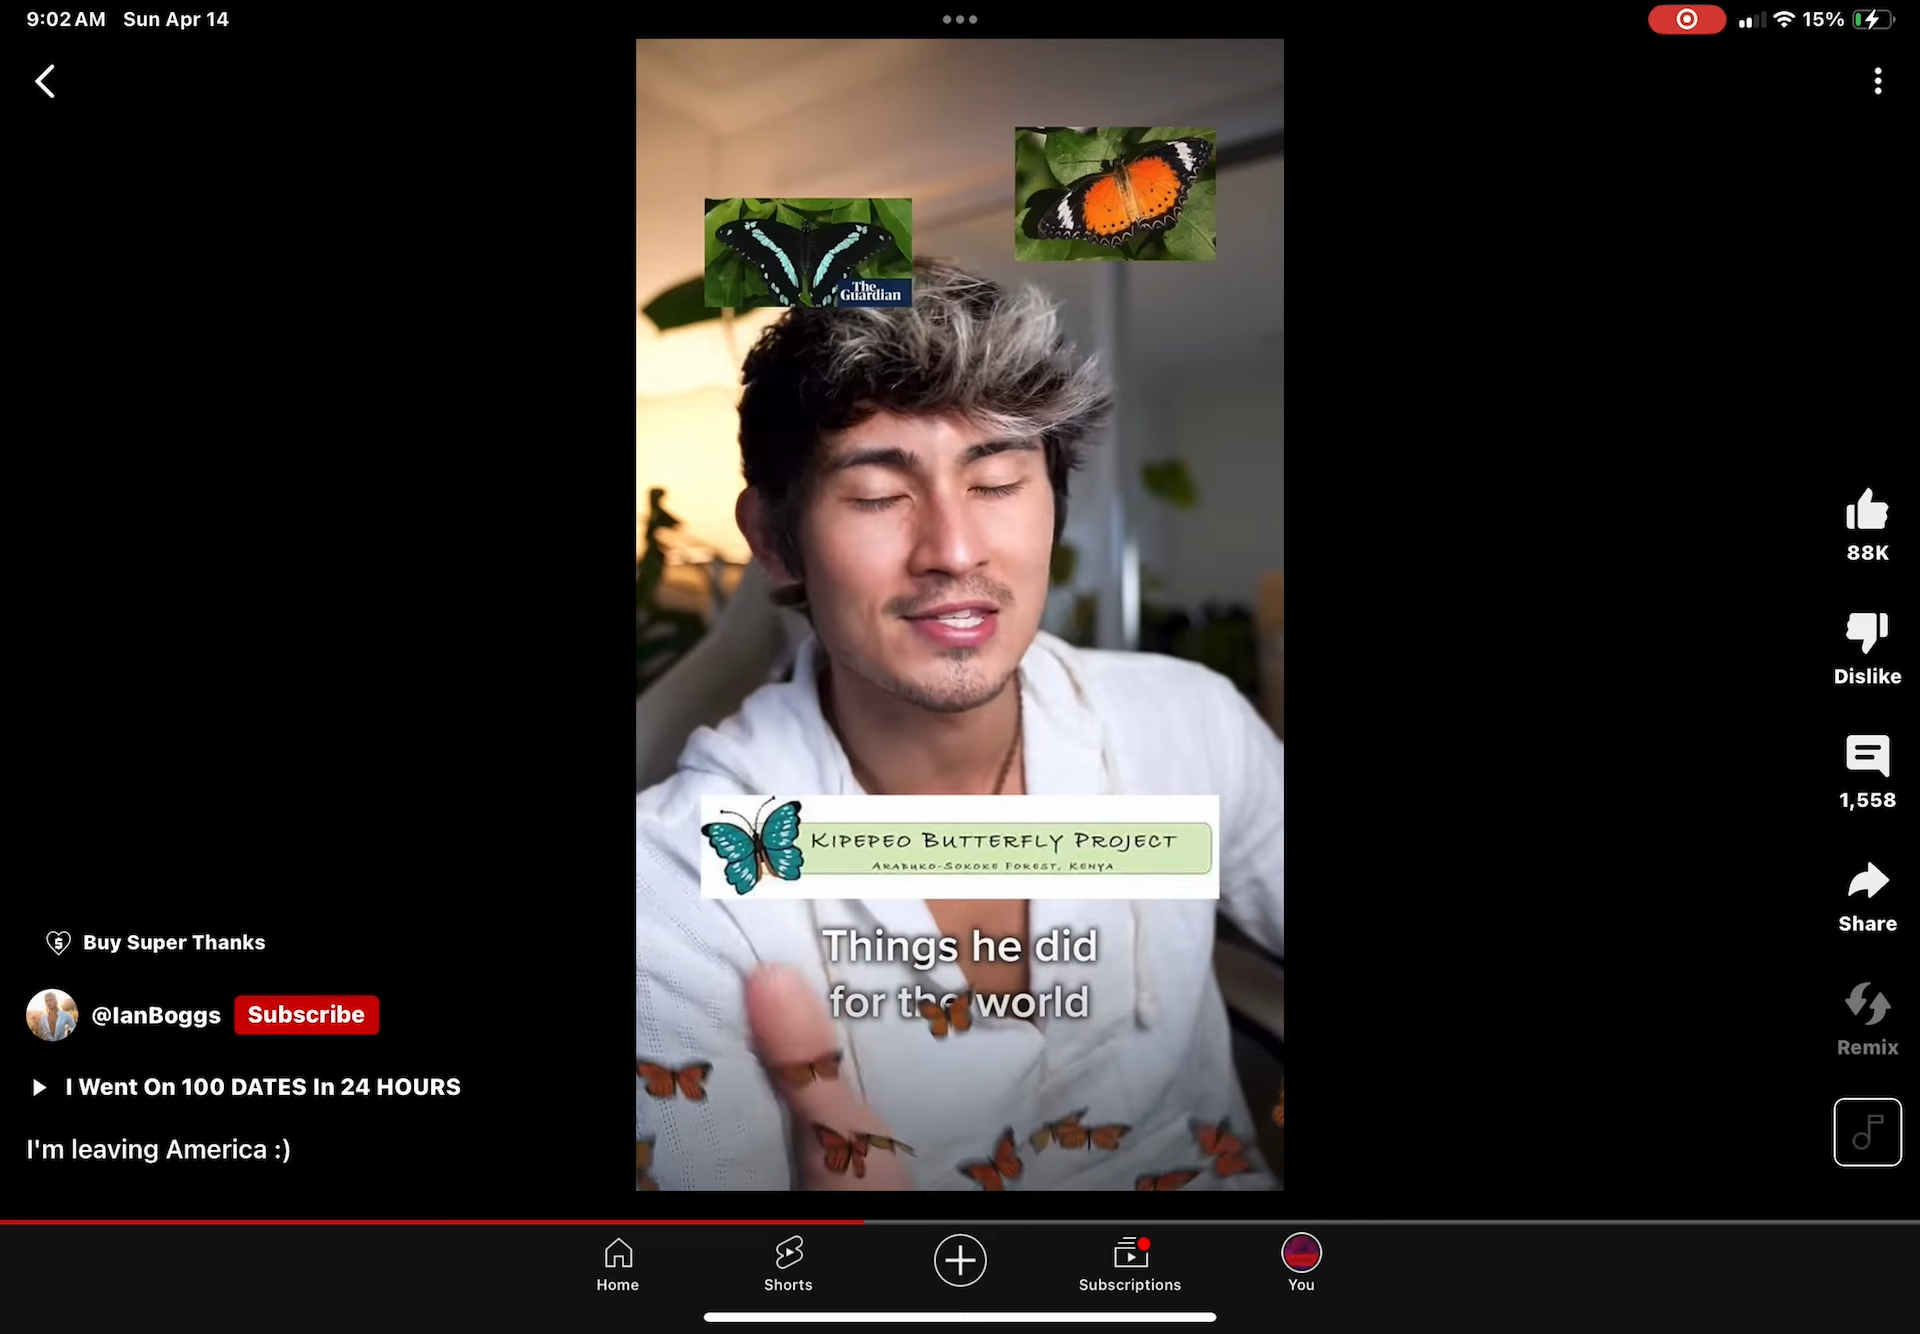 9:02 AM Sun Apr 14
15%
The
Guardian
KIPEPEO BUTTERFLY PROJECT
ARABUKO-SOKOKE FOREST, KENYA
Things he did
for the world
88K
Dislike
1,558
Share
Remix
Buy Super Thanks
@IanBoggs Subscribe
I Went On 100 DATES In 24 HOURS
I'm leaving America :)
Home Shorts Subscriptions You